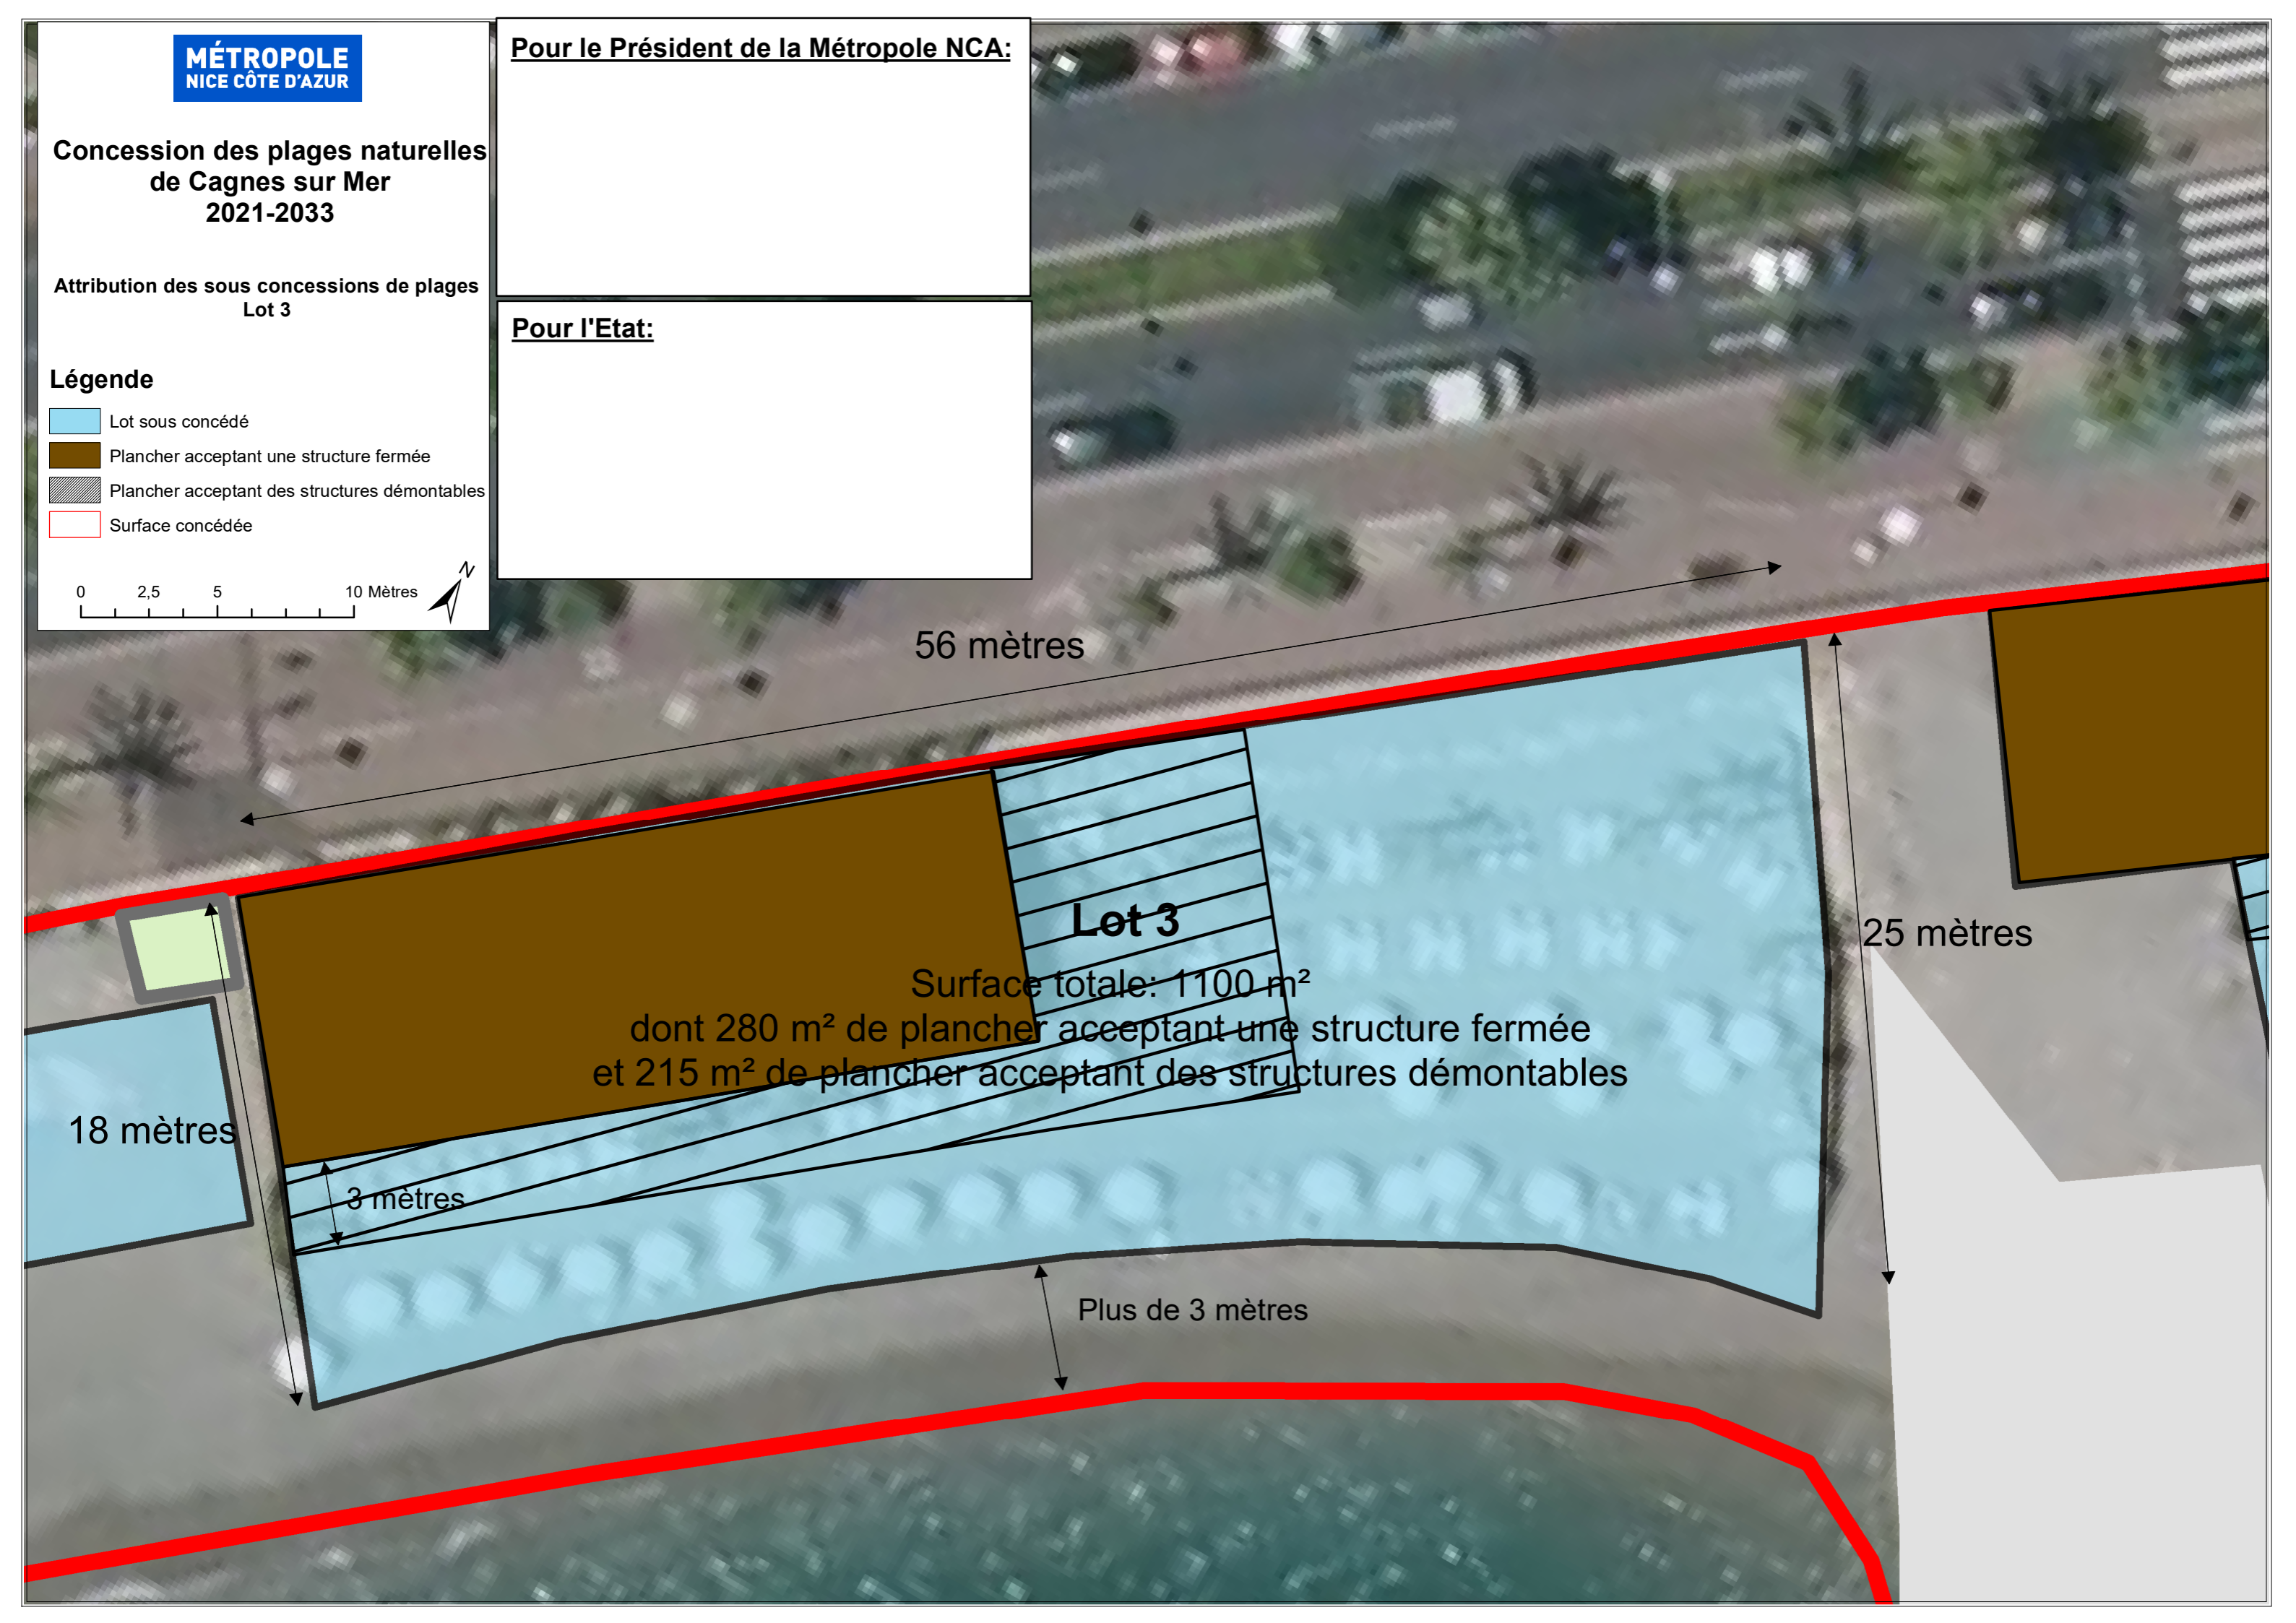 MÉTROPOLE
NICE CÔTE D'AZUR
Concession des plages naturelles
de Cagnes sur Mer
2021-2033
Attribution des sous concessions de plages
Lot 3
Légende
Lot sous concédé
Plancher acceptant une structure fermée
Plancher acceptant des structures démontables
Surface concédée
0 2,5 5 10 Mètres
N
Pour le Président de la Métropole NCA:
Pour l'Etat:
56 mètres
25 mètres
Lot 3
Surface totale: 1100 m²
dont 280 m² de plancher acceptant une structure fermée
et 215 m² de plancher acceptant des structures démontables
18 mètres
3 mètres
Plus de 3 mètres